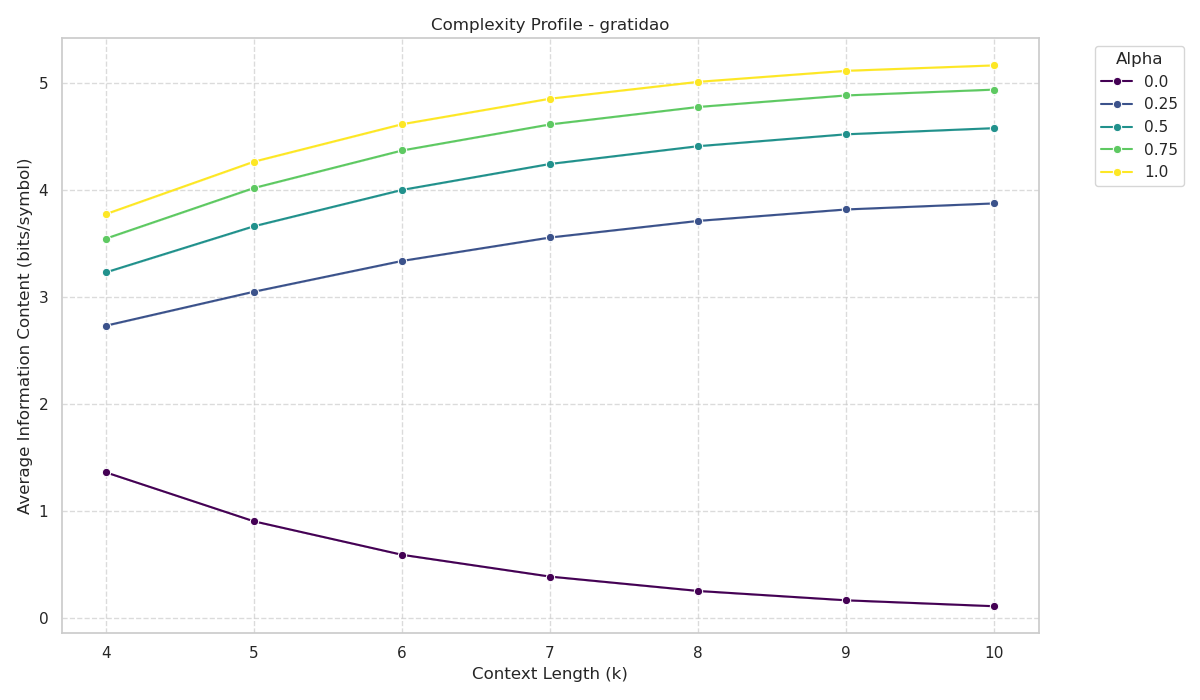 Complexity Profile - gratidao
Average Information Content (bits/symbol)
5
4
3
2
1
0
4 5 6 7 8 9 10
Context Length (k)
Alpha
0.0
0.25
0.5
0.75
1.0